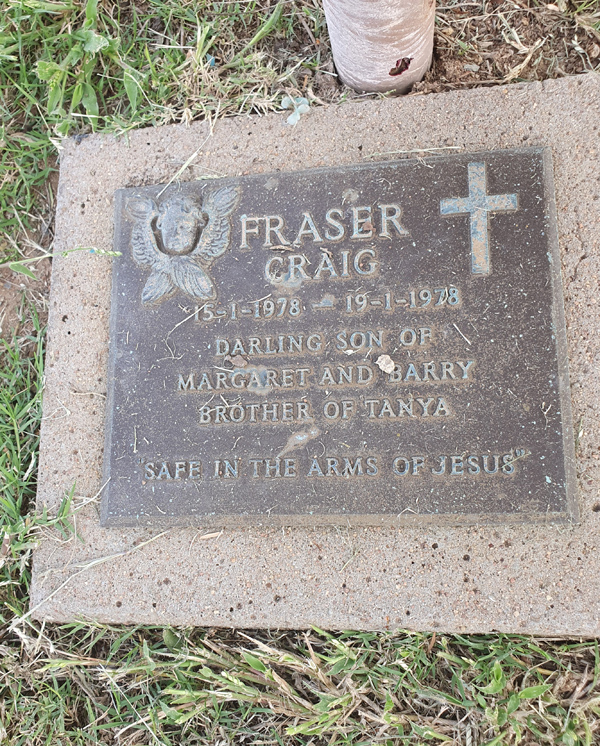 FRASER
CRAIG
15-1-1978 — 19-1-1978
DARLING SON OF
MARGARET AND BARRY
BROTHER OF TANYA
"SAFE IN THE ARMS OF JESUS"